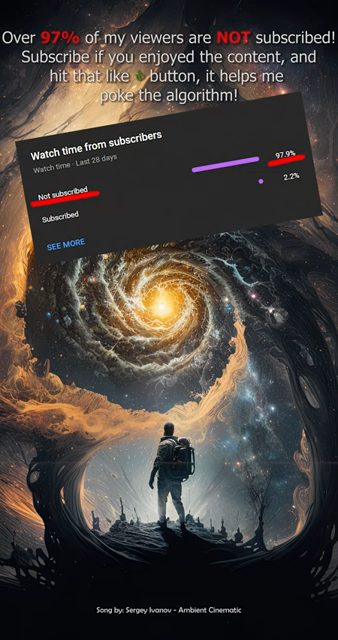 Over 97% of my viewers are NOT subscribed!
Subscribe if you enjoyed the content, and
hit that like button, it helps me
poke the algorithm!
Watch time from subscribers
Watch time · Last 28 days
Not subscribed 97.9%
Subscribed 2.2%
SEE MORE
Song by: Sergey Ivanov - Ambient Cinematic